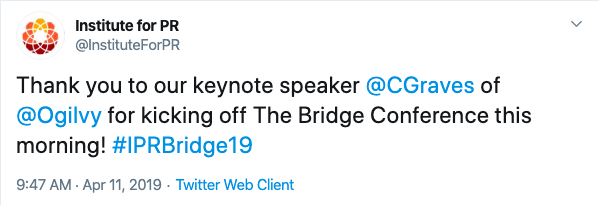 Institute for PR
@InstituteForPR
Thank you to our keynote speaker @CGraves of
@Ogilvy for kicking off The Bridge Conference this
morning! #IPRBridge19
9:47 AM · Apr 11, 2019 · Twitter Web Client